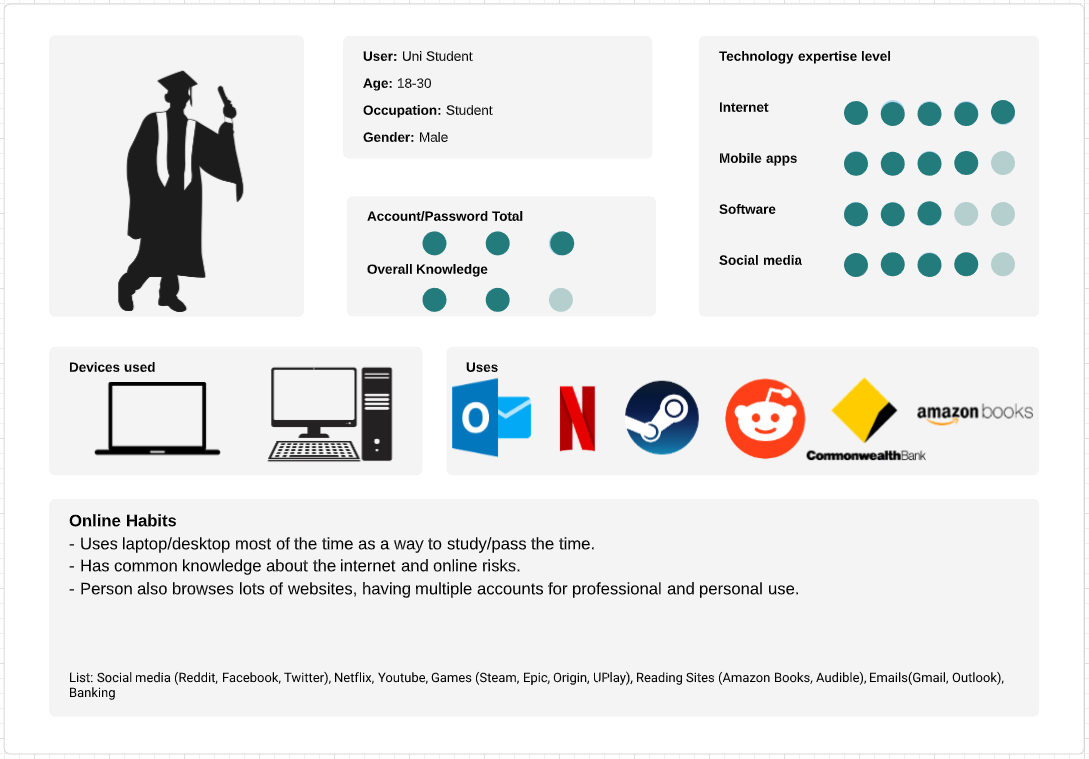 User: Uni Student
Age: 18-30
Occupation: Student
Gender: Male
Account/Password Total
Overall Knowledge
Technology expertise level
Internet
Mobile apps
Software
Social media
Devices used
Uses
O
N
amazon books
CommonwealthBank
Online Habits
- Uses laptop/desktop most of the time as a way to study/pass the time.
- Has common knowledge about the internet and online risks.
- Person also browses lots of websites, having multiple accounts for professional and personal use.
List: Social media (Reddit, Facebook, Twitter), Netflix, Youtube, Games (Steam, Epic, Origin, UPlay), Reading Sites (Amazon Books, Audible), Emails(Gmail, Outlook),
Banking